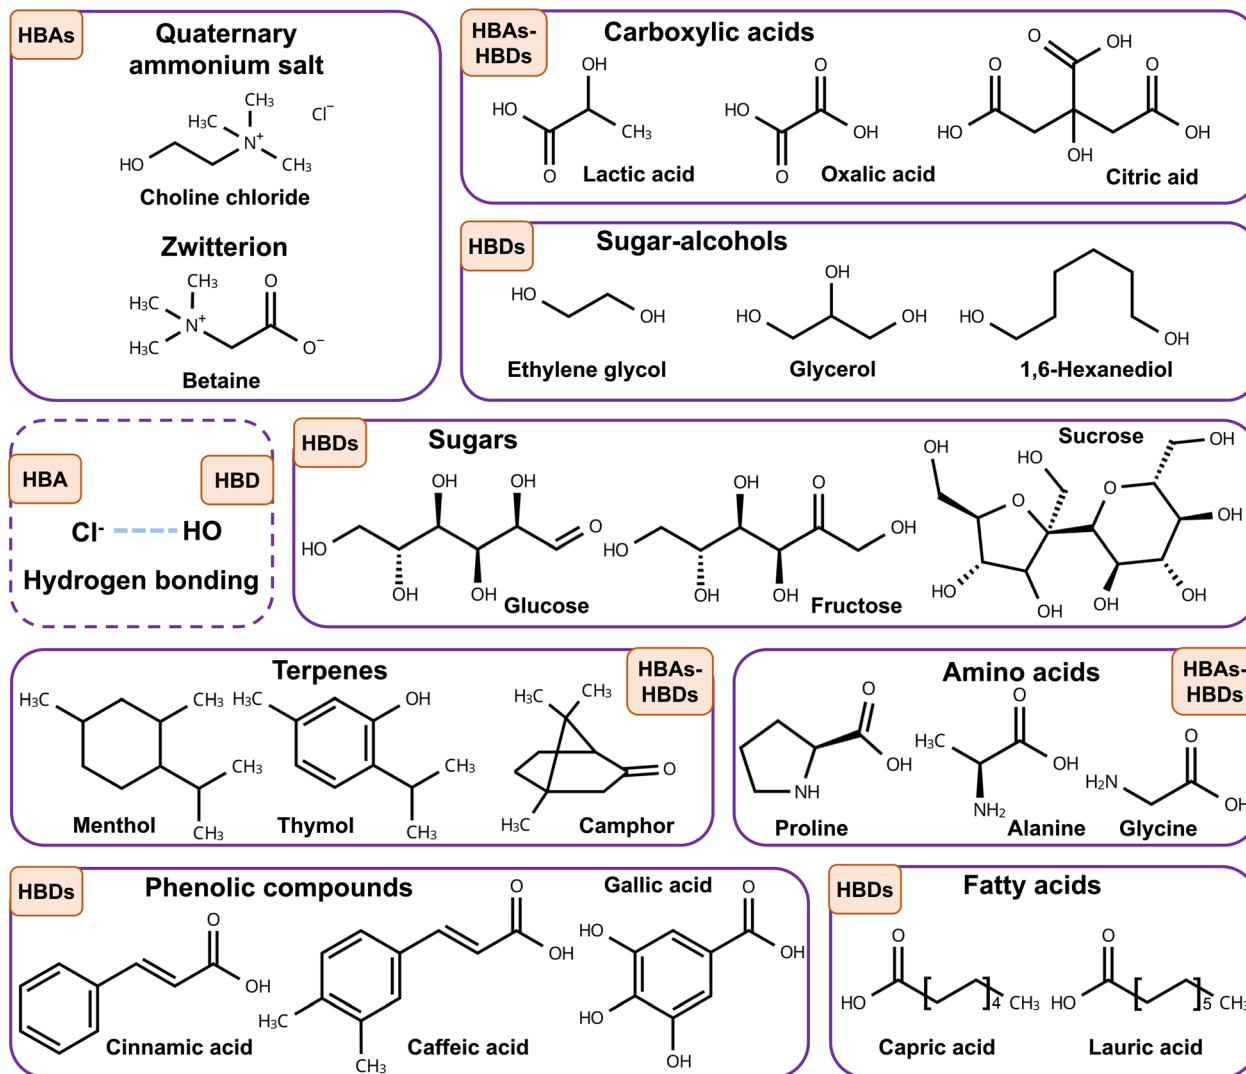 HBAs
Quaternary
ammonium salt
CH₃
H₃C
Cl⁻
N⁺
HO
CH₃
Choline chloride
Zwitterion
CH₃
O
H₃C
N⁺
H₃C
O⁻
Betaine
HBAs-
HBDs
Carboxylic acids
OH
HO
CH₃
O
Lactic acid
O
HO
OH
O
Oxalic acid
O
OH
O
O
HO
OH
OH
Citric aid
HBDs
Sugar-alcohols
HO
OH
Ethylene glycol
OH
HO
OH
Glycerol
HO
OH
1,6-Hexanediol
HBA
HBD
Cl⁻
HO
Hydrogen bonding
HBDs
Sugars
OH
OH
HO
O
OH
OH
Glucose
OH
O
HO
OH
OH
OH
Fructose
Sucrose
OH
HO
OH
O
O
OH
HO
OH
OH
OH
Terpenes
HBAs-
HBDs
H₃C
CH₃
CH₃
CH₃
Menthol
H₃C
OH
CH₃
CH₃
Thymol
H₃C
CH₃
O
H₃C
Camphor
Amino acids
HBAs-
HBDs
O
OH
NH
Proline
O
H₃C
OH
NH₂
Alanine
O
H₂N
OH
Glycine
HBDs
Phenolic compounds
O
OH
Cinnamic acid
O
OH
H₃C
CH₃
Caffeic acid
Gallic acid
O
HO
OH
HO
OH
HBDs
Fatty acids
O
HO
[ ]4 CH₃
Capric acid
O
HO
[ ]5 CH₃
Lauric acid